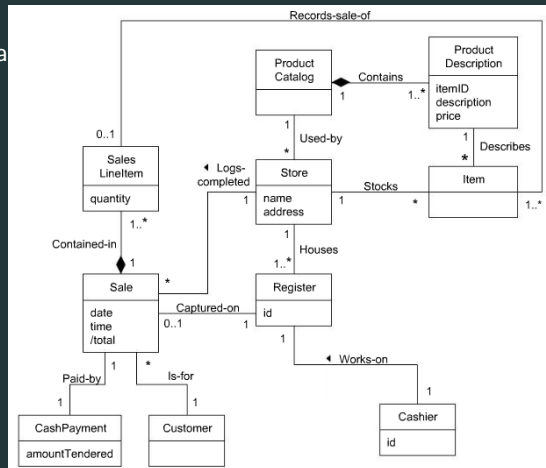 Records-sale-of
a
Product
Catalog
1
Contains
1..*
Product
Description
itemID
description
price
0..1
1
Used-by
*
1
Describes
*
Sales
LineItem
quantity
Logs-
completed
1
Store
name
address
1
Stocks
*
Item
1..*
1..*
Contained-in
1
1
Houses
1..*
*
Sale
date
time
/total
Captured-on
0..1
1
Register
id
1
Paid-by
1
*
Is-for
1
1
Works-on
1
CashPayment
amountTendered
Customer
Cashier
id